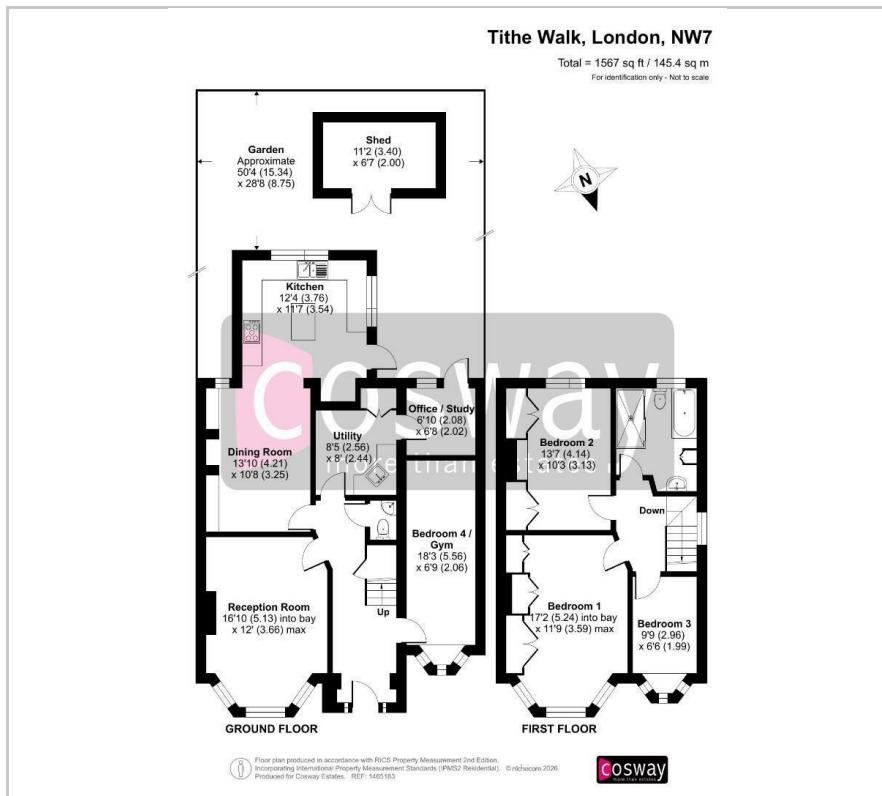 Tithe Walk, London, NW7
Total = 1567 sq ft / 145.4 sq m
For identification only - Not to scale
Garden
Approximate
50'4 (15.34)
x 28'8 (8.75)
Shed
11'2 (3.40)
x 6'7 (2.00)
N
Kitchen
12'4 (3.76)
x 11'7 (3.54)
cosway
more than estates
Office / Study
6'10 (2.08)
x 6'8 (2.02)
Utility
8'5 (2.56)
x 8' (2.44)
Dining Room
13'10 (4.21)
x 10'8 (3.25)
Bedroom 2
13'7 (4.14)
x 10'3 (3.13)
Down
Bedroom 4 /
Gym
18'3 (5.56)
x 6'9 (2.06)
Reception Room
16'10 (5.13) into bay
x 12' (3.66) max
Up
Bedroom 1
17'2 (5.24) into bay
x 11'9 (3.59) max
Bedroom 3
9'9 (2.96)
x 6'6 (1.99)
GROUND FLOOR
FIRST FLOOR
Floor plan produced in accordance with RICS Property Measurement 2nd Edition.
Incorporating International Property Measurement Standards (IPMS2 Residential). © nichecom 2026.
Produced for Cosway Estates. REF: 1465163
cosway
more than estates